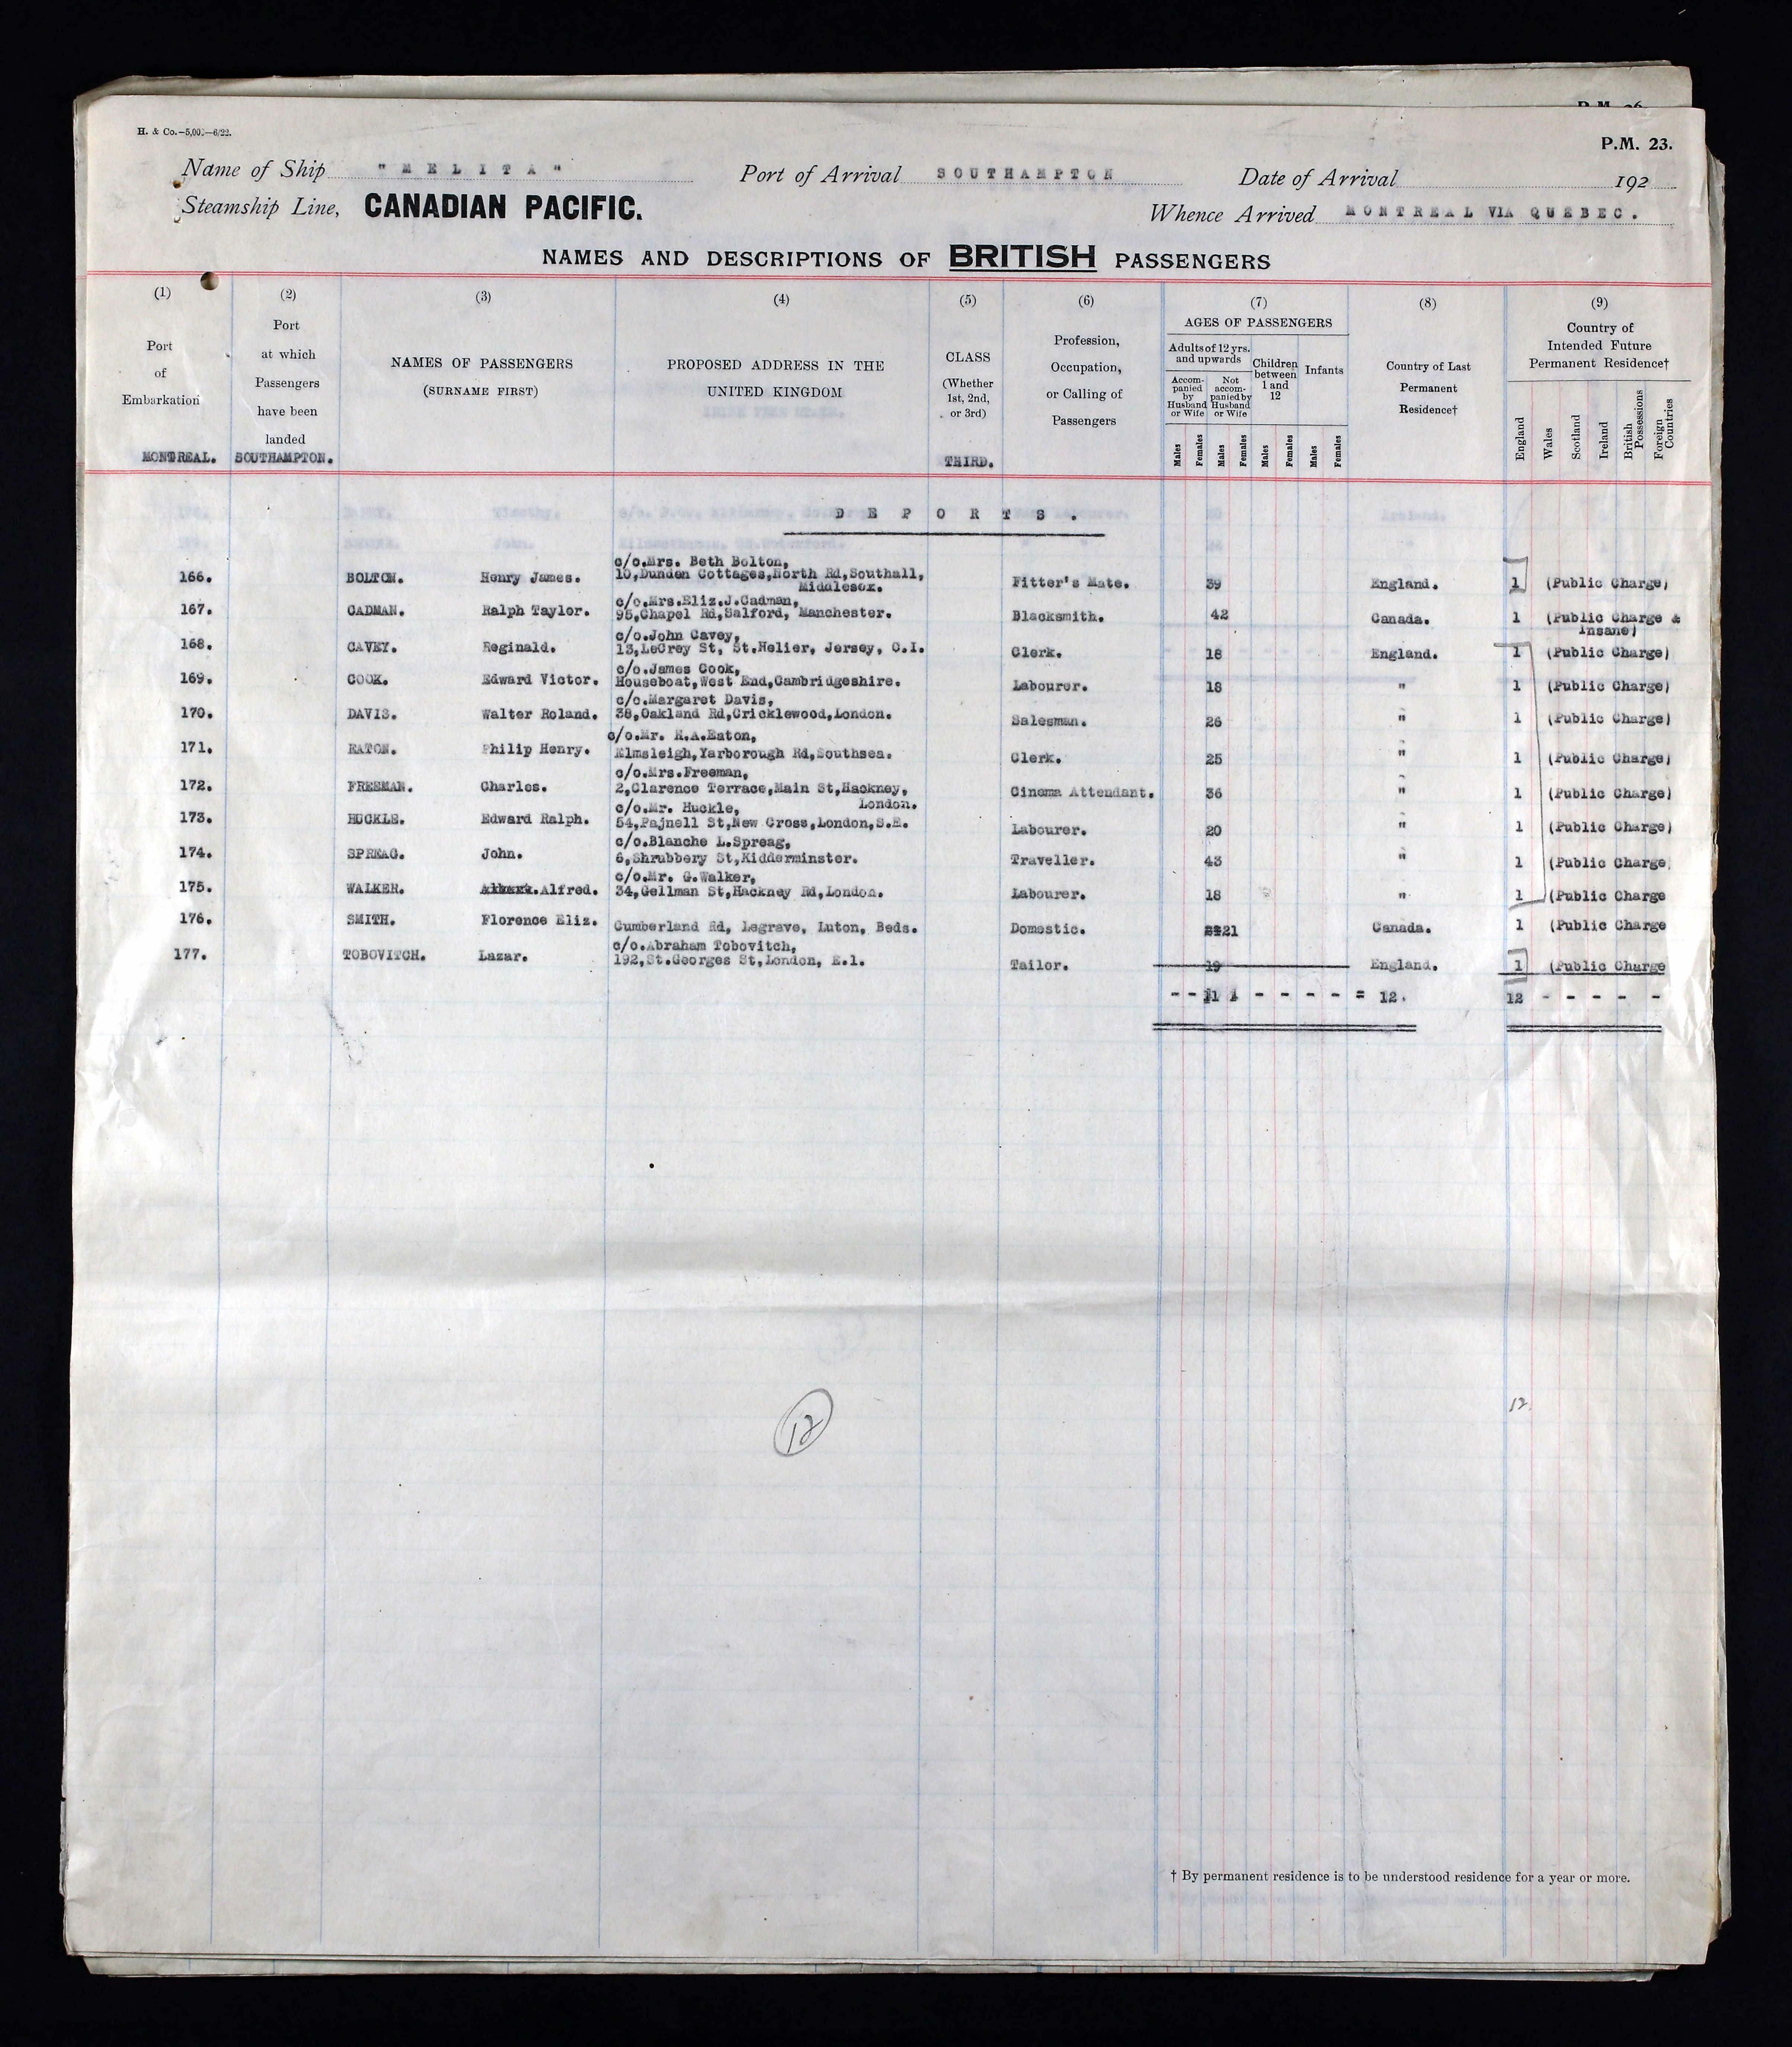 H. & Co.—5,00 —6/22.
P.M. 23.
Name of Ship "MELITA" Port of Arrival SOUTHAMPTON Date of Arrival 192
Steamship Line, CANADIAN PACIFIC. Whence Arrived MONTREAL VIA QUEBEC.
NAMES AND DESCRIPTIONS OF BRITISH PASSENGERS
(1) Port of Embarkation MONTREAL.
(2) Port at which Passengers have been landed SOUTHAMPTON.
(3) NAMES OF PASSENGERS (SURNAME FIRST)
(4) PROPOSED ADDRESS IN THE UNITED KINGDOM
(5) CLASS (Whether 1st, 2nd, or 3rd) THIRD.
(6) Profession, Occupation, or Calling of Passengers
(7) AGES OF PASSENGERS
Adults of 12 yrs. and upwards
Accompanied by Husband or Wife
Not accompanied by Husband or Wife
Children between 1 and 12
Infants
Males Females Males Females Males Females Males Females
(8) Country of Last Permanent Residence†
(9) Country of Intended Future Permanent Residence†
England Wales Scotland Ireland British Possessions Foreign Countries
DEPORTS.
c/o.Mrs. Beth Bolton,
166. BOLTON. Henry James. 10,Dunden Cottages,North Rd,Southall, Fitter's Mate. 39 England. 1 (Public Charge)
Middlesex.
c/o.Mrs.Eliz.J.Cadman,
167. CADMAN. Ralph Taylor. 95,Chapel Rd,Salford, Manchester. Blacksmith. 42 Canada. 1 (Public Charge &
Insane)
c/o.John Cavey,
168. CAVEY. Reginald. 13,LeCrey St, St.Helier, Jersey, C.I. Clerk. 18 England. 1 (Public Charge)
c/o.James Cook,
169. COOK. Edward Victor. Houseboat,West End,Cambridgeshire. Labourer. 18 " 1 (Public Charge)
c/o.Margaret Davis,
170. DAVIS. Walter Roland. 38,Oakland Rd,Cricklewood,London. Salesman. 26 " 1 (Public Charge)
c/o.Mr. H.A.Eaton,
171. EATON. Philip Henry. Elmsleigh,Yarborough Rd,Southsea. Clerk. 25 " 1 (Public Charge)
c/o.Mrs.Freeman,
172. FREEMAN. Charles. 2,Clarence Terrace,Main St,Hackney, Cinema Attendant. 36 " 1 (Public Charge)
London.
c/o.Mr. Huckle,
173. HUCKLE. Edward Ralph. 54,Pajnell St,New Cross,London,S.E. Labourer. 20 " 1 (Public Charge)
c/o.Blanche L.Spreag,
174. SPREAG. John. 6,Shrubbery St,Kidderminster. Traveller. 43 " 1 (Public Charge
c/o.Mr. G.Walker,
175. WALKER. Alfred. 34,Gellman St,Hackney Rd,London. Labourer. 18 " 1 (Public Charge
176. SMITH. Florence Eliz. Cumberland Rd, Legrave, Luton, Beds. Domestic. 21 Canada. 1 (Public Charge
c/o.Abraham Tobovitch,
177. TOBOVITCH. Lazar. 192,St.Georges St,London, E.1. Tailor. 19 England. 1 (Public Charge
- - 11 1 - - - - = 12. 12 - - - - -
12
12
† By permanent residence is to be understood residence for a year or more.